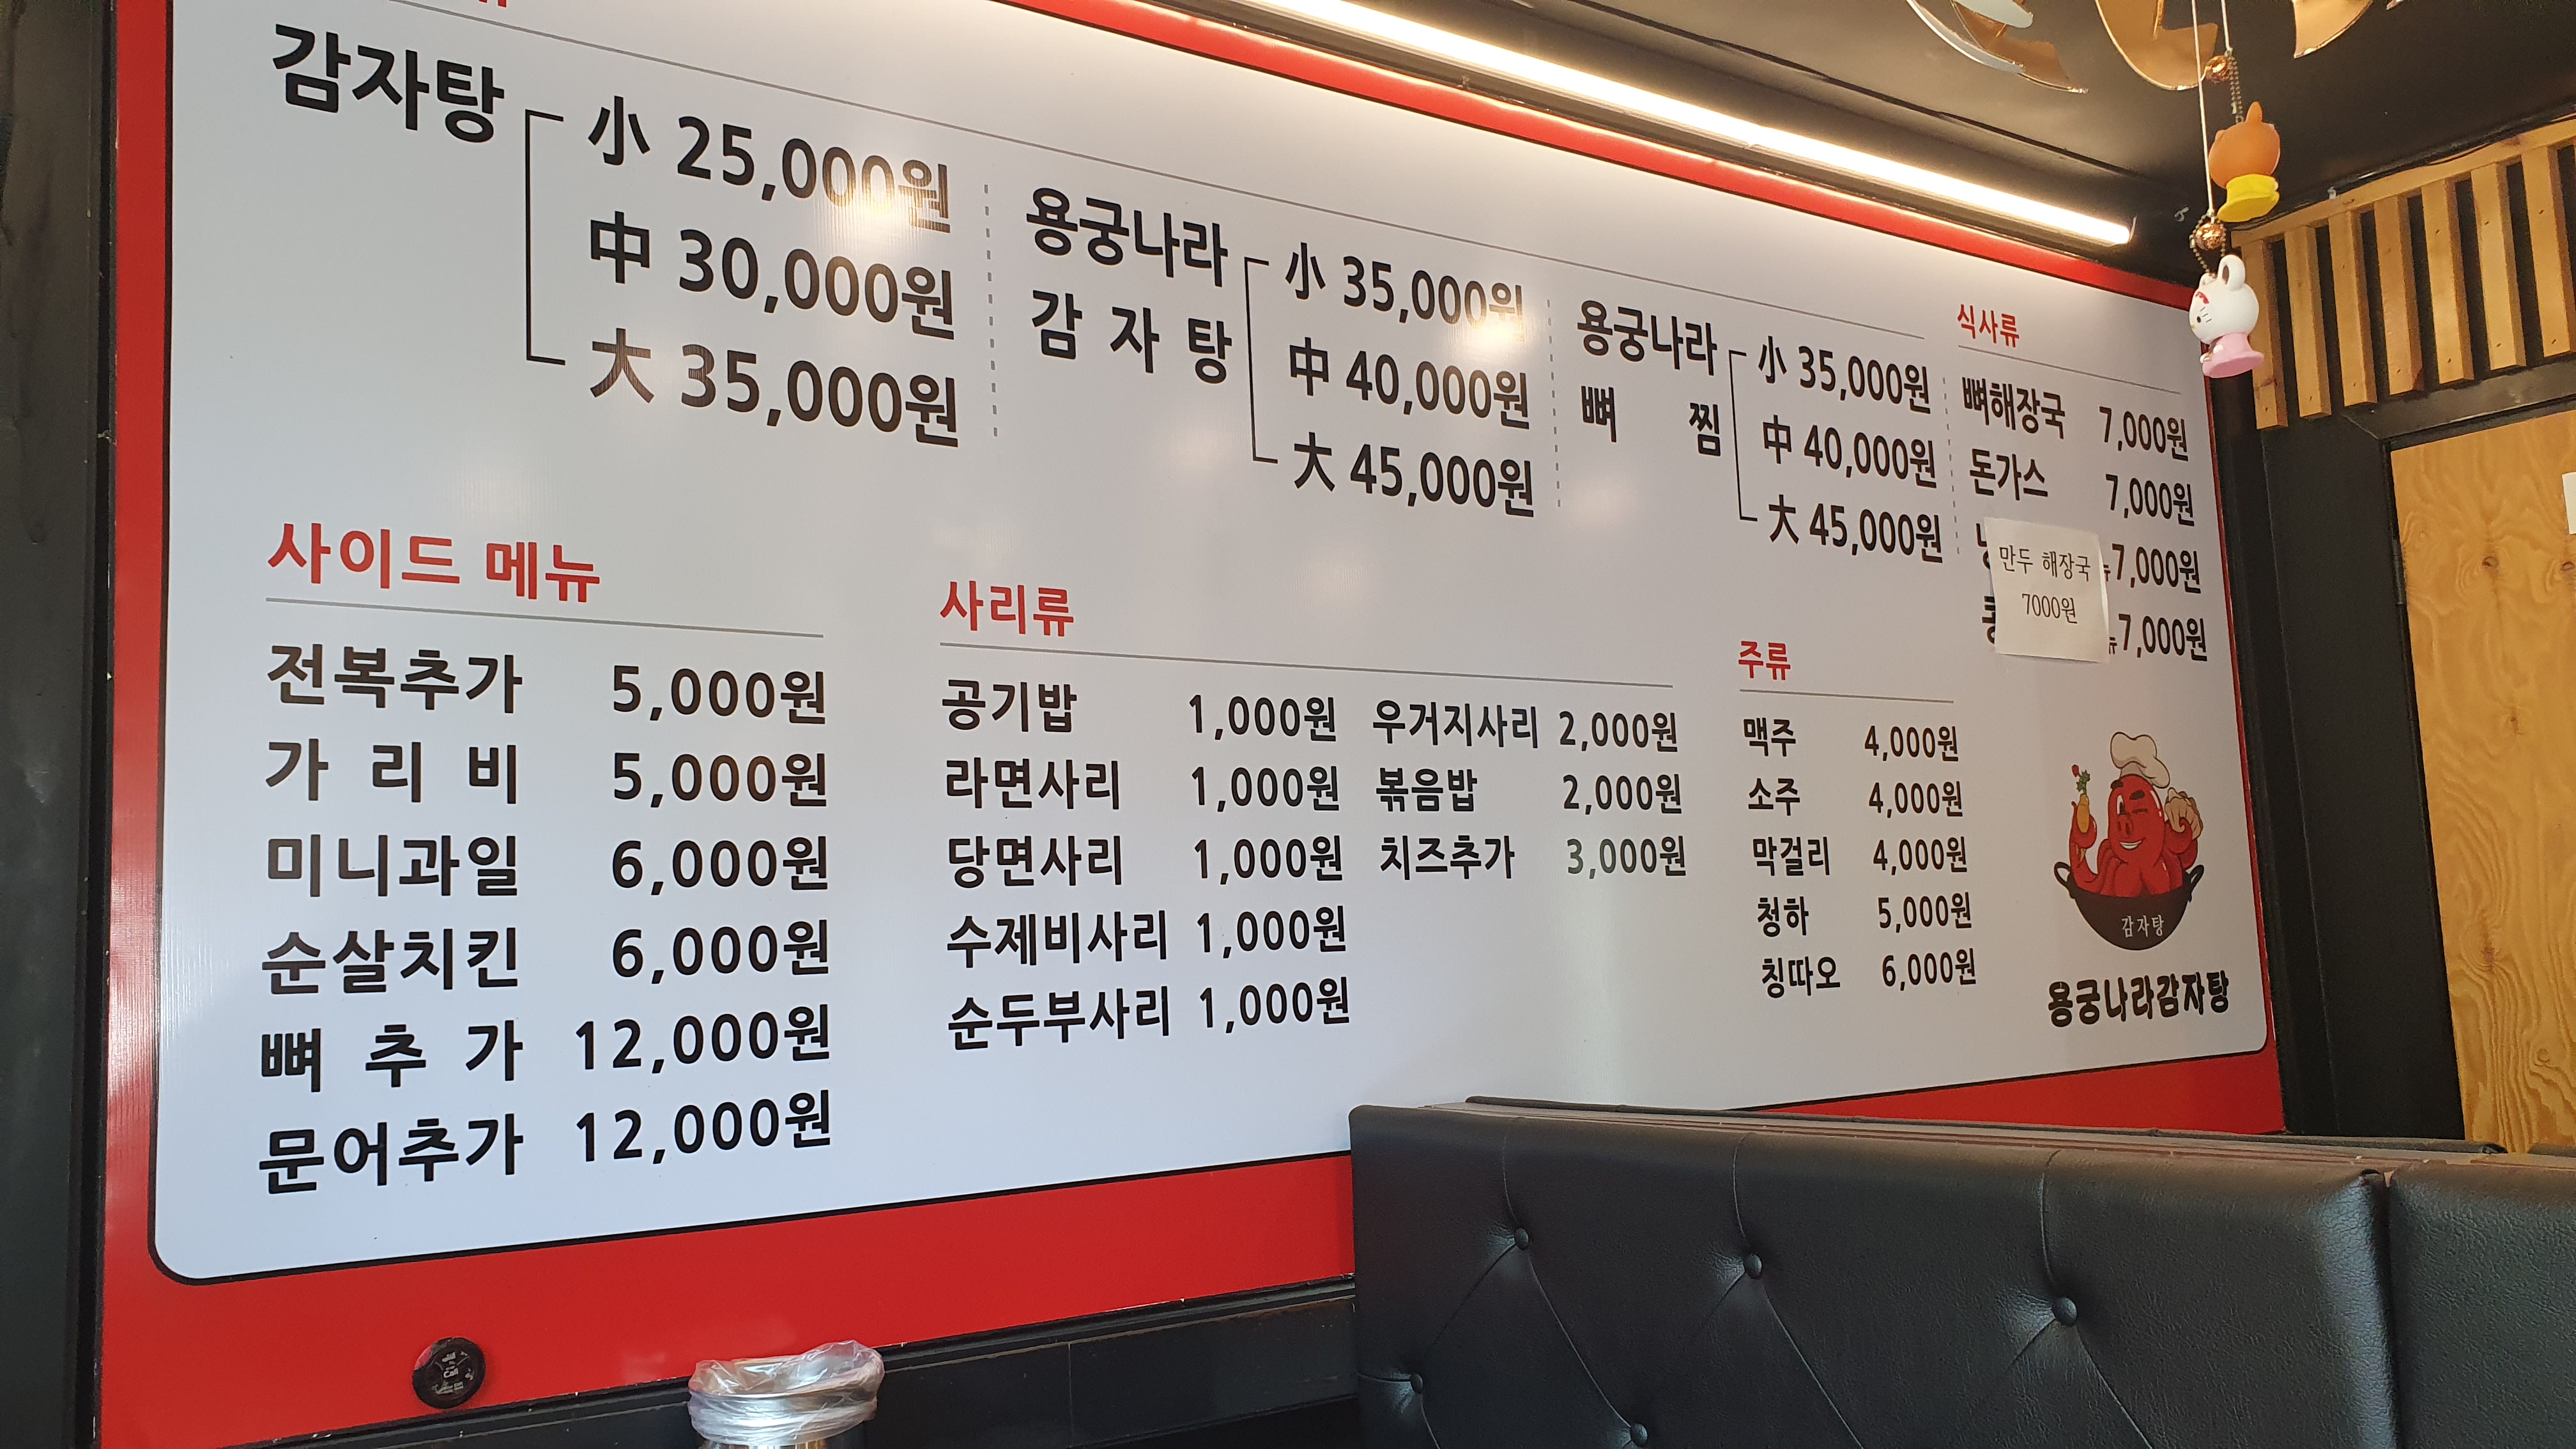 감자탕
小 25,000원
中 30,000원
大 35,000원
용궁나라
감 자 탕
小 35,000원
中 40,000원
大 45,000원
용궁나라
뼈 찜
小 35,000원
中 40,000원
大 45,000원
식사류
뼈해장국 7,000원
돈가스 7,000원
7,000원
7,000원
만두 해장국
7000원
사이드 메뉴
전복추가 5,000원
가 리 비 5,000원
미니과일 6,000원
순살치킨 6,000원
뼈 추 가 12,000원
문어추가 12,000원
사리류
공기밥 1,000원
라면사리 1,000원
당면사리 1,000원
수제비사리 1,000원
순두부사리 1,000원
우거지사리 2,000원
볶음밥 2,000원
치즈추가 3,000원
주류
맥주 4,000원
소주 4,000원
막걸리 4,000원
청하 5,000원
칭따오 6,000원
감자탕
용궁나라감자탕